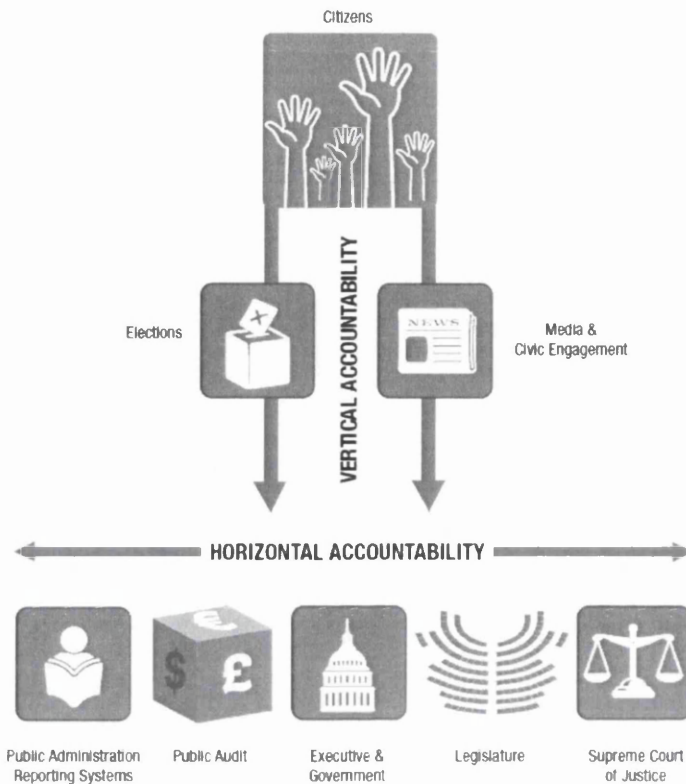 Citizens
Elections
VERTICAL ACCOUNTABILITY
NEWS
Media &
Civic Engagement
HORIZONTAL ACCOUNTABILITY
€
$
£
Public Administration
Reporting Systems
Public Audit
Executive &
Government
Legislature
Supreme Court
of Justice